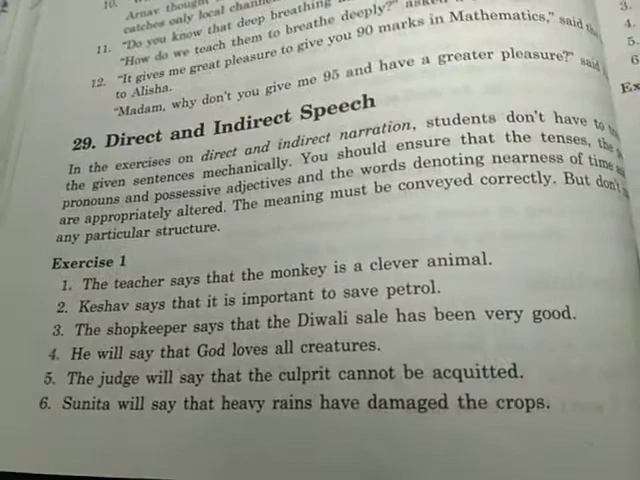 10.
Arnav thought
catches only local
11. "Do you know that deep breathing
"How do we teach them to breathe deeply?" asked
12. "It gives me great pleasure to give you 90 marks in Mathematics," said
to Alisha.
"Madam, why don't you give me 95 and have a greater pleasure?" said
29. Direct and Indirect Speech
In the exercises on direct and indirect narration, students don't have to
the given sentences mechanically. You should ensure that the tenses, the
pronouns and possessive adjectives and the words denoting nearness of time
are appropriately altered. The meaning must be conveyed correctly. But don't
any particular structure.
Exercise 1
1. The teacher says that the monkey is a clever animal.
2. Keshav says that it is important to save petrol.
3. The shopkeeper says that the Diwali sale has been very good.
4. He will say that God loves all creatures.
5. The judge will say that the culprit cannot be acquitted.
6. Sunita will say that heavy rains have damaged the crops.
3.
4.
5.
6
Ex